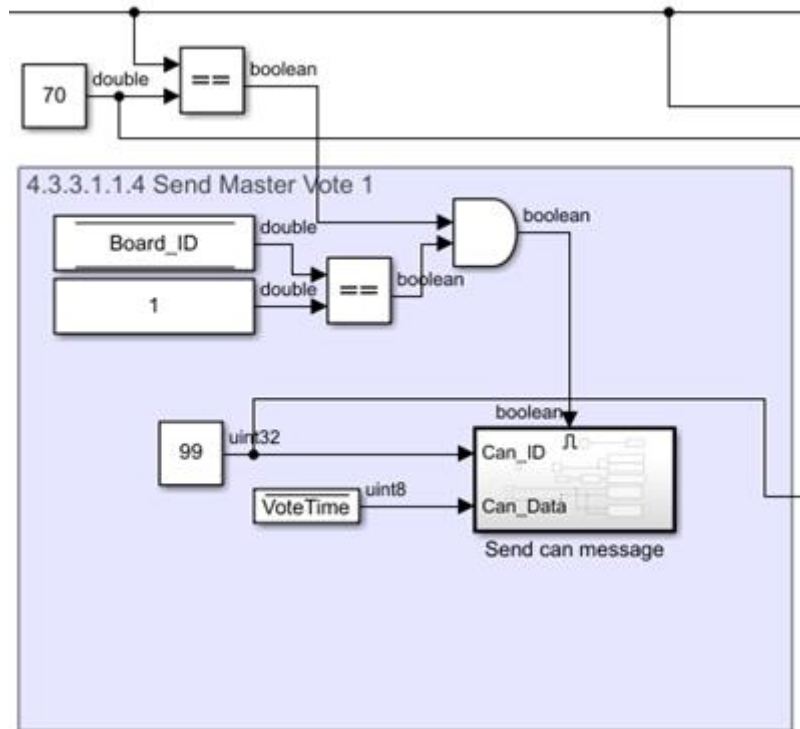 70
double
==
boolean
4.3.3.1.1.4 Send Master Vote 1
Board_ID
double
1
double
==
boolean
boolean
99
uint32
VoteTime
uint8
boolean
Can_ID
Can_Data
Send can message